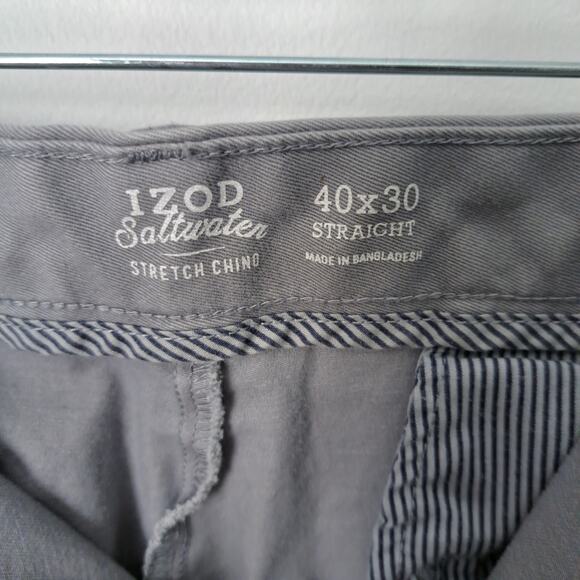 IZOD
Saltwater
STRETCH CHINO
40x30
STRAIGHT
MADE IN BANGLADESH